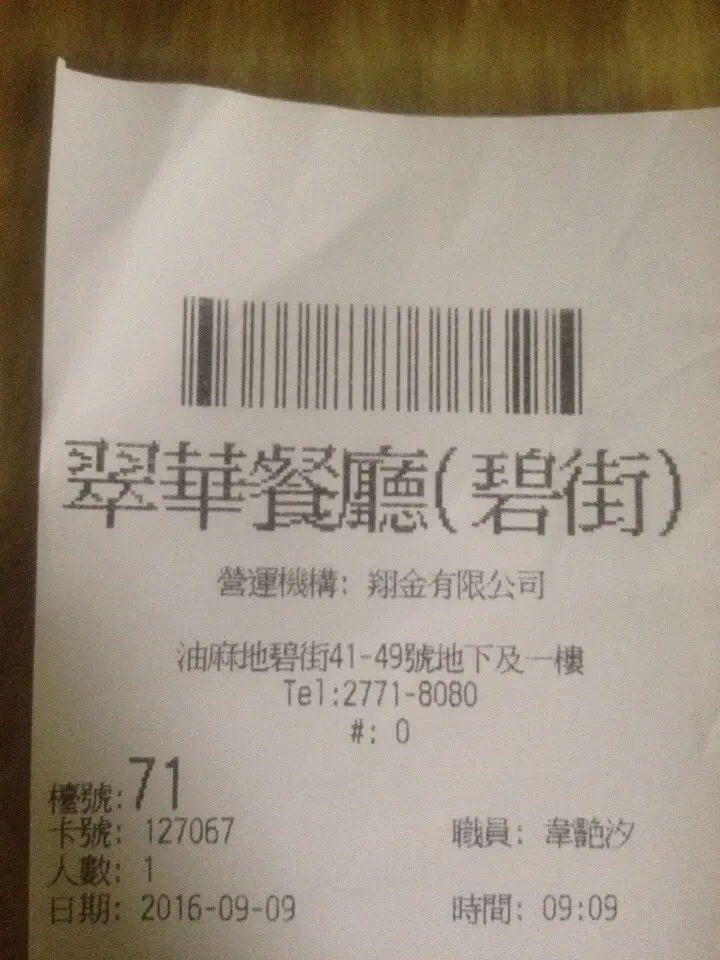 翠華餐廳(碧街)
營運機構: 翔金有限公司
油麻地碧街41-49號地下及一樓
Tel:2771-8080
#: 0
檯號:71
卡號: 127067 職員: 韋艷汐
人數: 1
日期: 2016-09-09 時間: 09:09